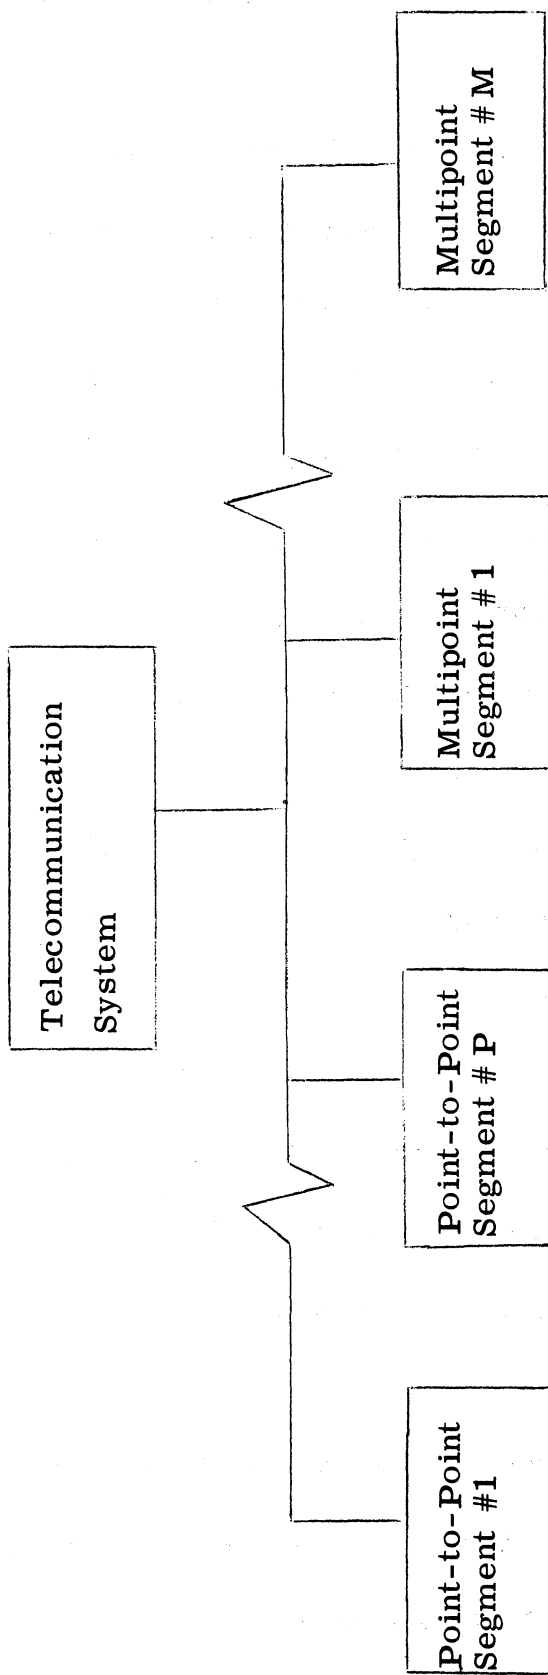 Telecommunication
System
Point-to-Point
Segment #1
Point-to-Point
Segment # P
Multipoint
Segment #1
Multipoint
Segment # M